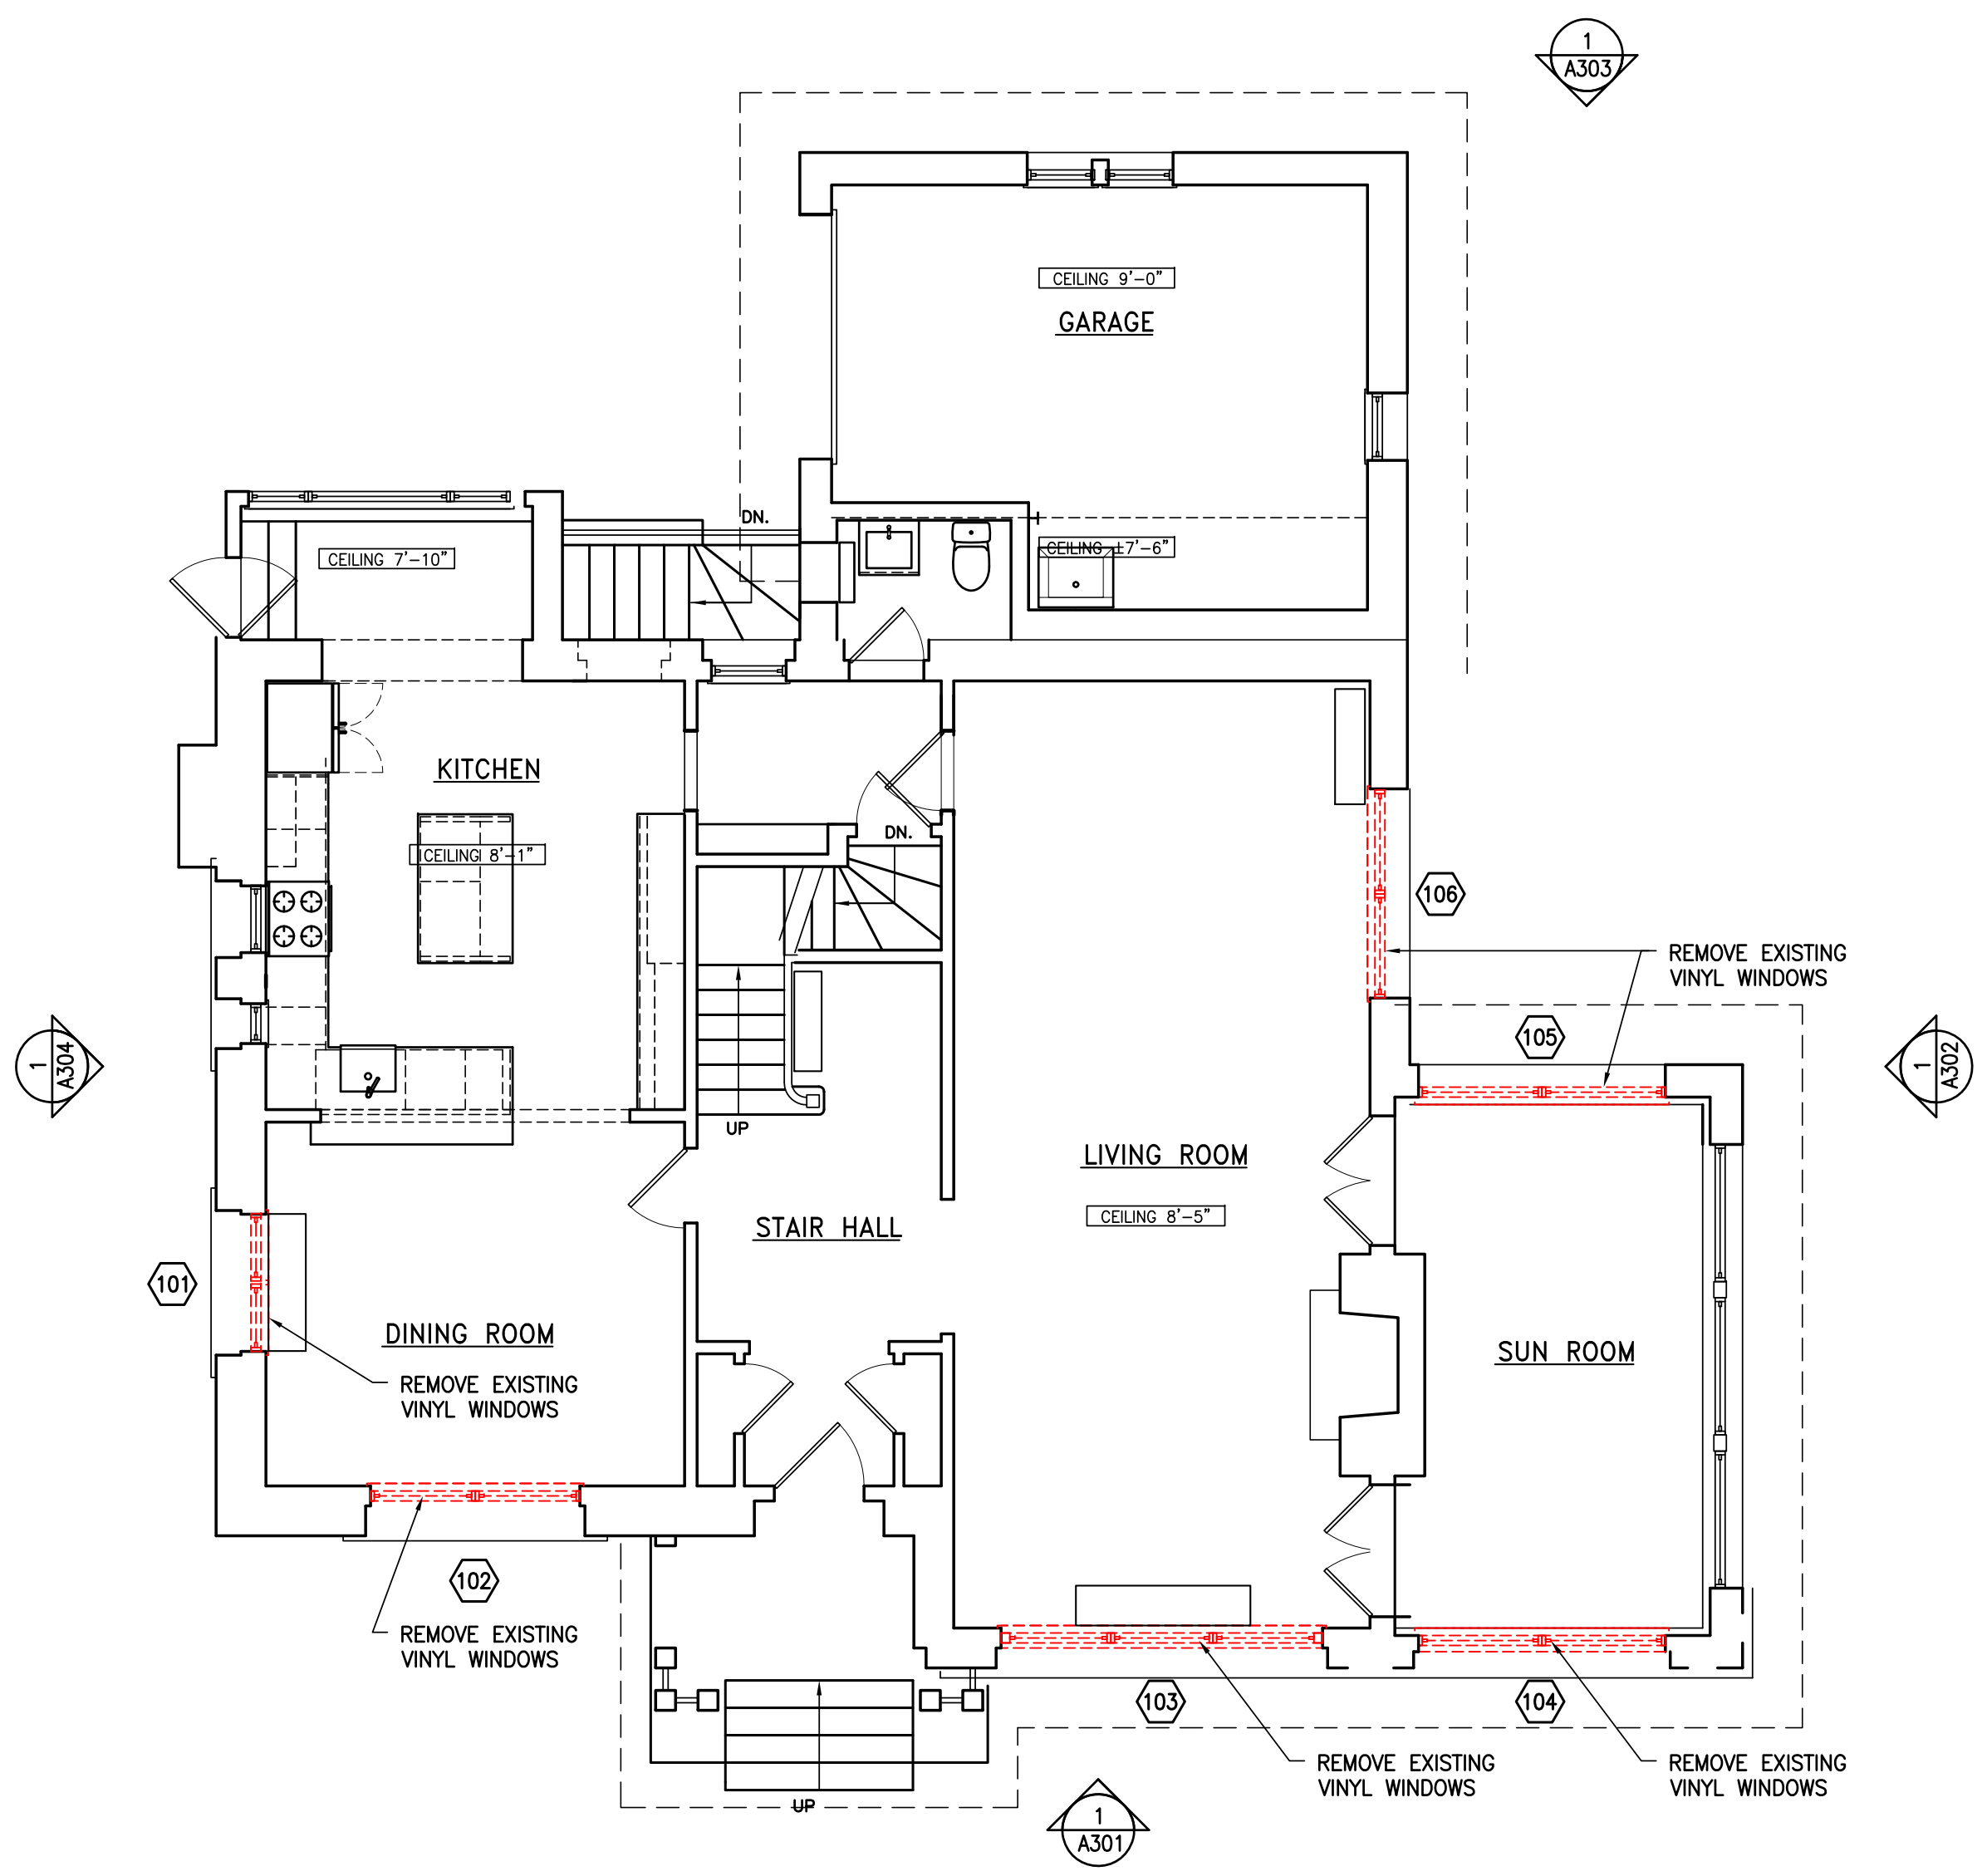 1
A303
CEILING 9'-0"
GARAGE
DN.
CEILING 7'-10"
CEILING ±7'-6"
KITCHEN
DN.
CEILING 8'-1"
106
REMOVE EXISTING
VINYL WINDOWS
105
1
A304
1
A302
UP
LIVING ROOM
CEILING 8'-5"
STAIR HALL
101
DINING ROOM
SUN ROOM
REMOVE EXISTING
VINYL WINDOWS
102
REMOVE EXISTING
VINYL WINDOWS
103
104
REMOVE EXISTING
VINYL WINDOWS
REMOVE EXISTING
VINYL WINDOWS
UP
1
A301